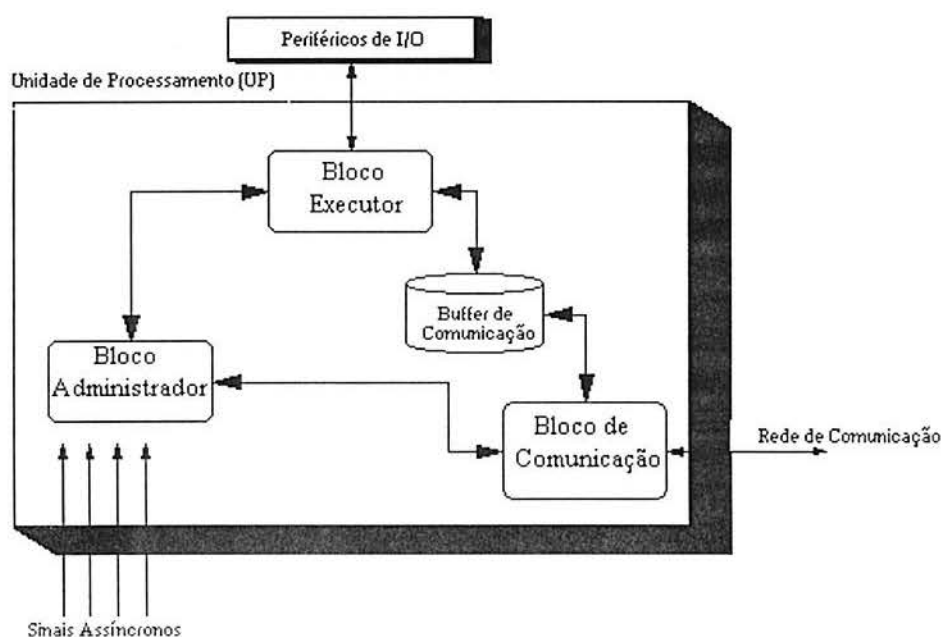 Periféricos de I/O
Unidade de Processamento (UP)
Bloco
Executor
Buffer de
Comunicação
Bloco
Administrador
Bloco de
Comunicação
Rede de Comunicação
Sinais Assíncronos